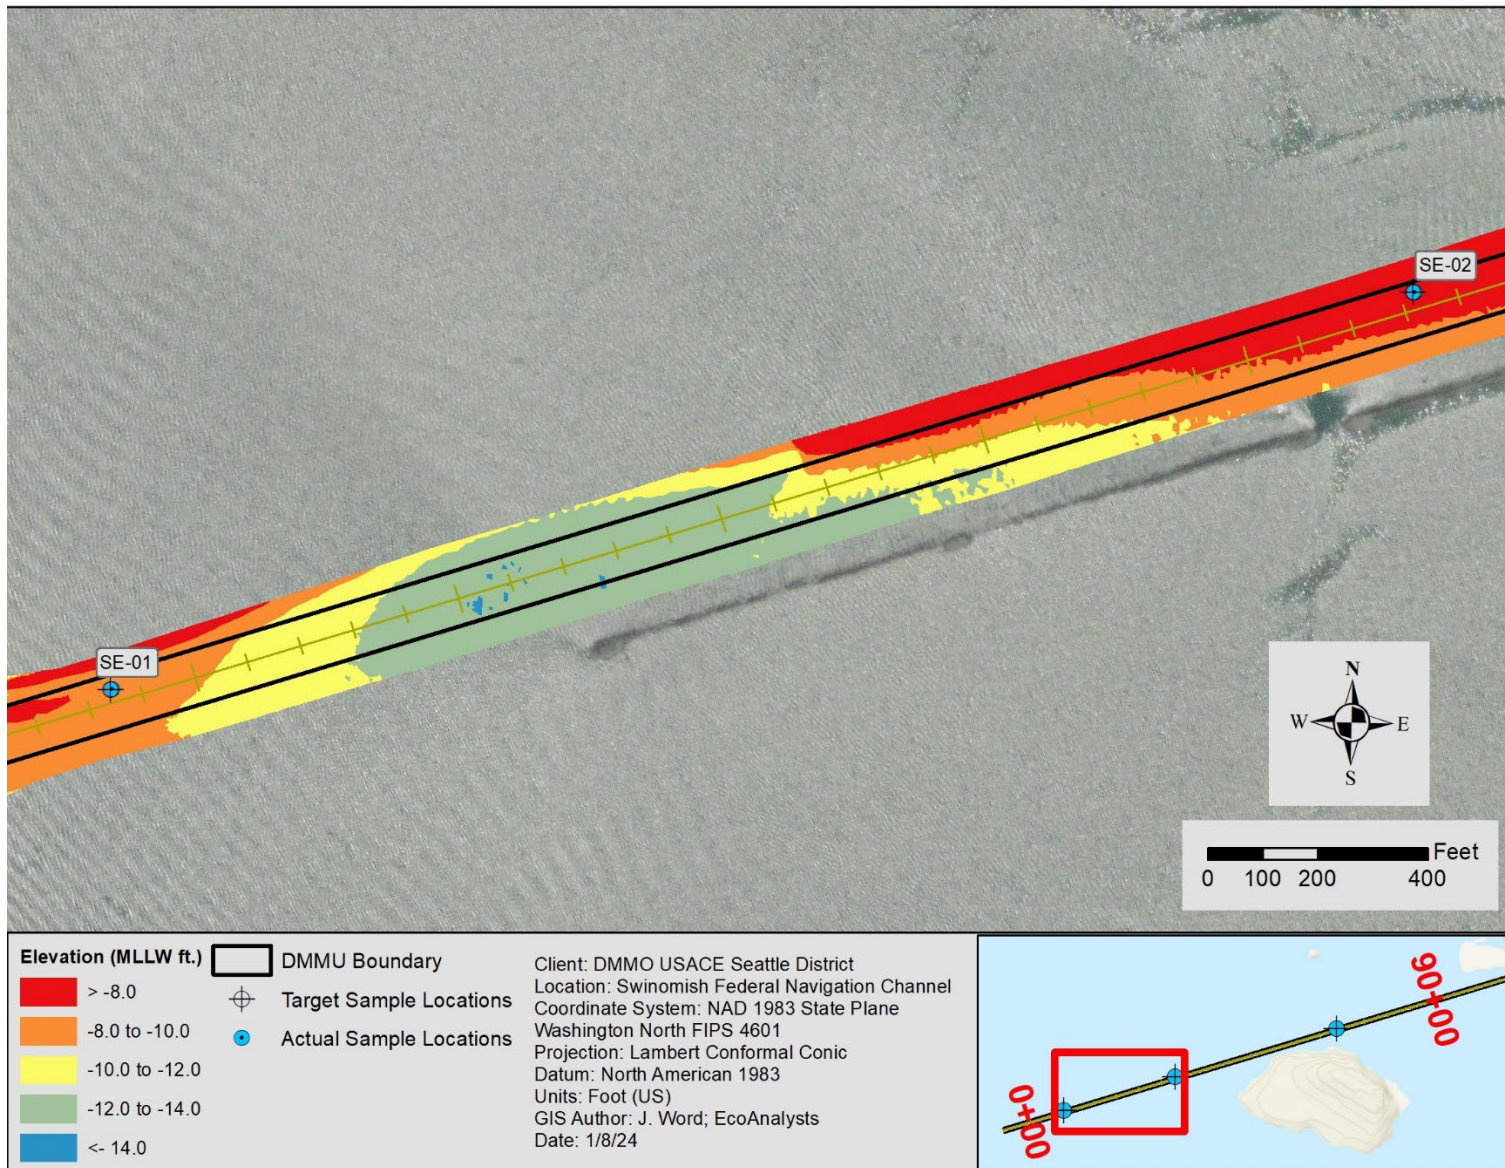 SE-02
SE-01
N
W E
S
Feet
0 100 200 400
Elevation (MLLW ft.)
> -8.0
-8.0 to -10.0
-10.0 to -12.0
-12.0 to -14.0
<- 14.0
DMMU Boundary
Target Sample Locations
Actual Sample Locations
Client: DMMO USACE Seattle District
Location: Swinomish Federal Navigation Channel
Coordinate System: NAD 1983 State Plane
Washington North FIPS 4601
Projection: Lambert Conformal Conic
Datum: North American 1983
Units: Foot (US)
GIS Author: J. Word; EcoAnalysts
Date: 1/8/24
0+00
90+00